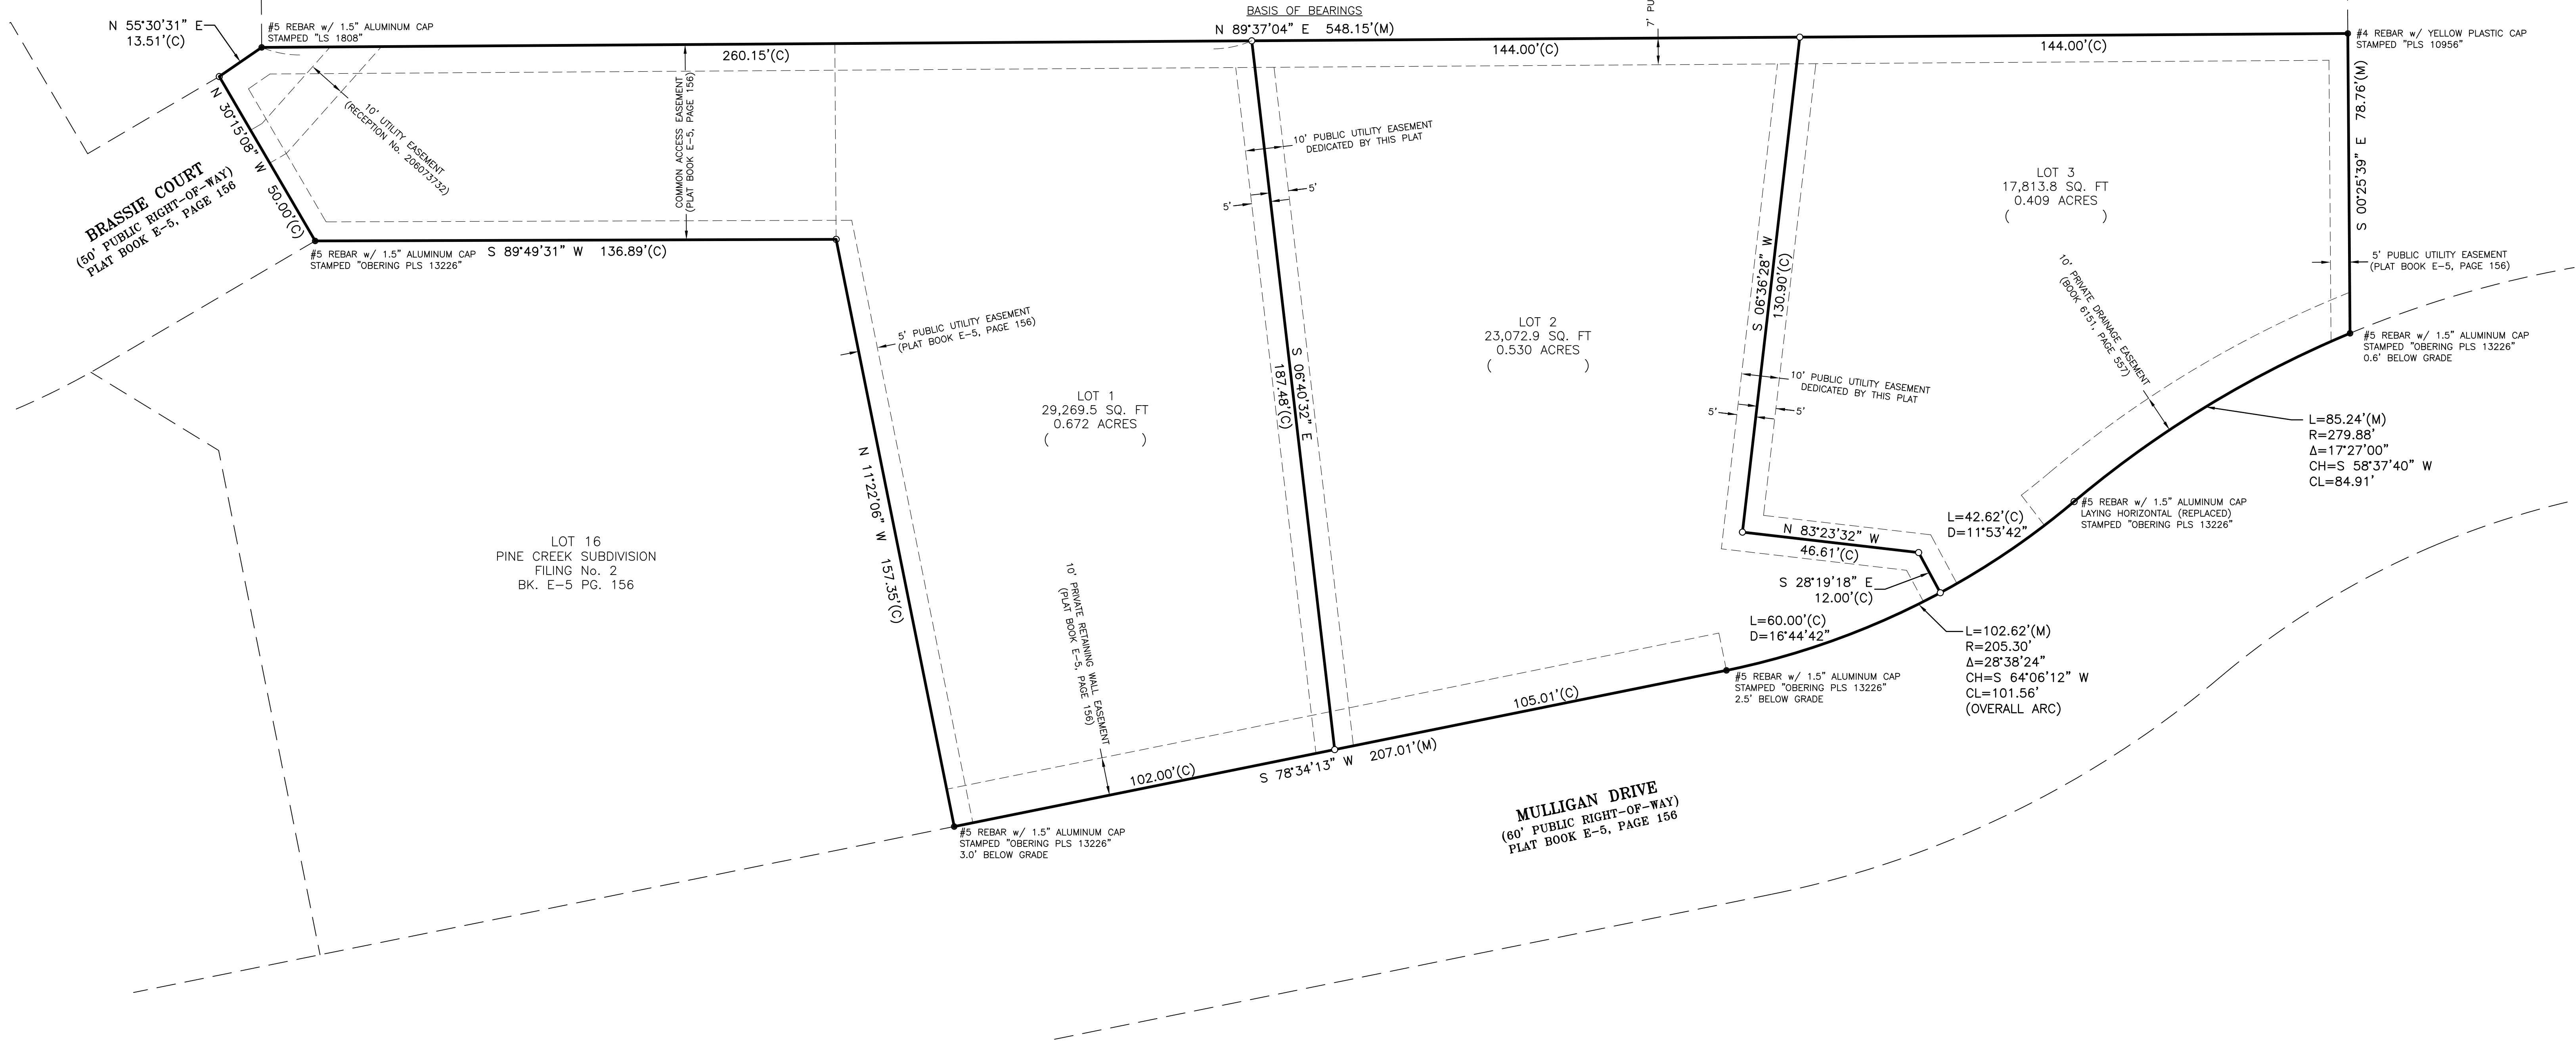 BASIS OF BEARINGS
N 89°37'04" E 548.15'(M)
N 55°30'31" E
13.51'(C)
#5 REBAR w/ 1.5" ALUMINUM CAP
STAMPED "LS 1808"
260.15'(C)
144.00'(C)
7' PU
144.00'(C)
#4 REBAR w/ YELLOW PLASTIC CAP
STAMPED "PLS 10956"
N 30°15'08" W 50.00'(C)
10' UTILITY EASEMENT
(RECEPTION No. 206073732)
COMMON ACCESS EASEMENT
(PLAT BOOK E-5, PAGE 156)
10' PUBLIC UTILITY EASEMENT
DEDICATED BY THIS PLAT
5'
5'
S 00°25'39" E 78.76'(M)
BRASSIE COURT
(50' PUBLIC RIGHT-OF-WAY)
PLAT BOOK E-5, PAGE 156
#5 REBAR w/ 1.5" ALUMINUM CAP
STAMPED "OBERING PLS 13226"
S 89°49'31" W 136.89'(C)
LOT 3
17,813.8 SQ. FT
0.409 ACRES
( )
5' PUBLIC UTILITY EASEMENT
(PLAT BOOK E-5, PAGE 156)
S 06°36'28" W
130.90'(C)
10' PRIVATE DRAINAGE EASEMENT
(BOOK 6151, PAGE 557)
5' PUBLIC UTILITY EASEMENT
(PLAT BOOK E-5, PAGE 156)
#5 REBAR w/ 1.5" ALUMINUM CAP
STAMPED "OBERING PLS 13226"
0.6' BELOW GRADE
LOT 2
23,072.9 SQ. FT
0.530 ACRES
( )
S 06°40'32" E
187.48'(C)
LOT 1
29,269.5 SQ. FT
0.672 ACRES
( )
10' PUBLIC UTILITY EASEMENT
DEDICATED BY THIS PLAT
5'
5'
L=85.24'(M)
R=279.88'
Δ=17°27'00"
CH=S 58°37'40" W
CL=84.91'
N 11°22'06" W 157.35'(C)
#5 REBAR w/ 1.5" ALUMINUM CAP
LAYING HORIZONTAL (REPLACED)
STAMPED "OBERING PLS 13226"
L=42.62'(C)
D=11°53'42"
N 83°23'32" W
46.61'(C)
LOT 16
PINE CREEK SUBDIVISION
FILING No. 2
BK. E-5 PG. 156
10' PRIVATE RETAINING WALL EASEMENT
(PLAT BOOK E-5, PAGE 156)
S 28°19'18" E
12.00'(C)
L=60.00'(C)
D=16°44'42"
L=102.62'(M)
R=205.30'
Δ=28°38'24"
CH=S 64°06'12" W
CL=101.56'
(OVERALL ARC)
#5 REBAR w/ 1.5" ALUMINUM CAP
STAMPED "OBERING PLS 13226"
2.5' BELOW GRADE
105.01'(C)
102.00'(C)
S 78°34'13" W 207.01'(M)
MULLIGAN DRIVE
(60' PUBLIC RIGHT-OF-WAY)
PLAT BOOK E-5, PAGE 156
#5 REBAR w/ 1.5" ALUMINUM CAP
STAMPED "OBERING PLS 13226"
3.0' BELOW GRADE